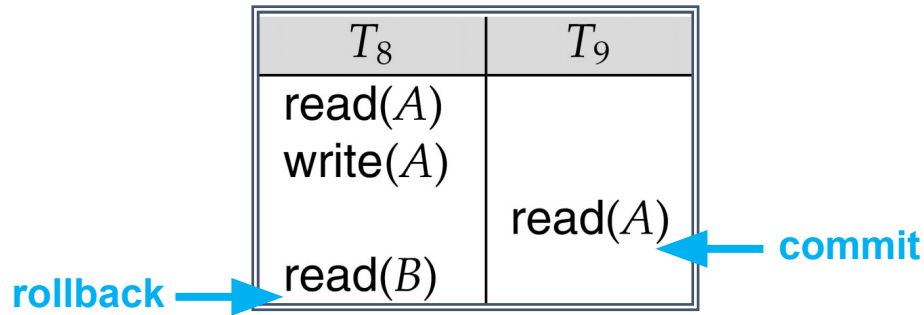 T8 T9
read(A)
write(A)
read(A)
commit
read(B)
rollback